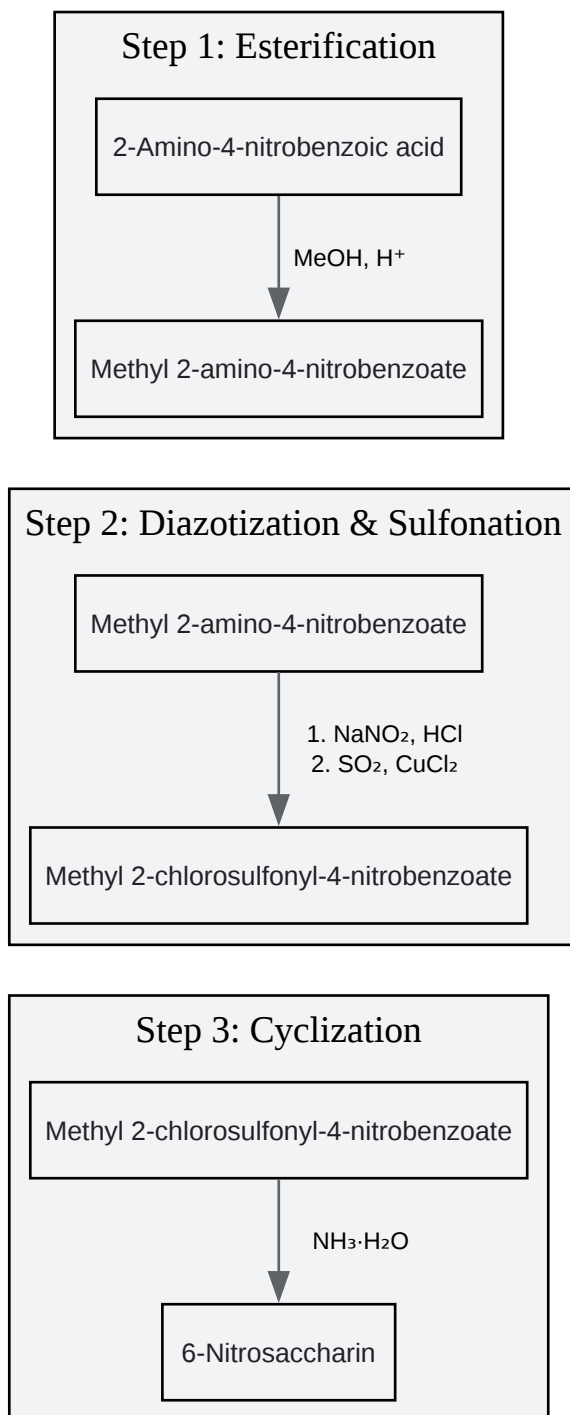 Step 1: Esterification
2-Amino-4-nitrobenzoic acid
MeOH, H⁺
Methyl 2-amino-4-nitrobenzoate
Step 2: Diazotization & Sulfonation
Methyl 2-amino-4-nitrobenzoate
1. NaNO₂, HCl
2. SO₂, CuCl₂
Methyl 2-chlorosulfonyl-4-nitrobenzoate
Step 3: Cyclization
Methyl 2-chlorosulfonyl-4-nitrobenzoate
NH₃·H₂O
6-Nitrosaccharin